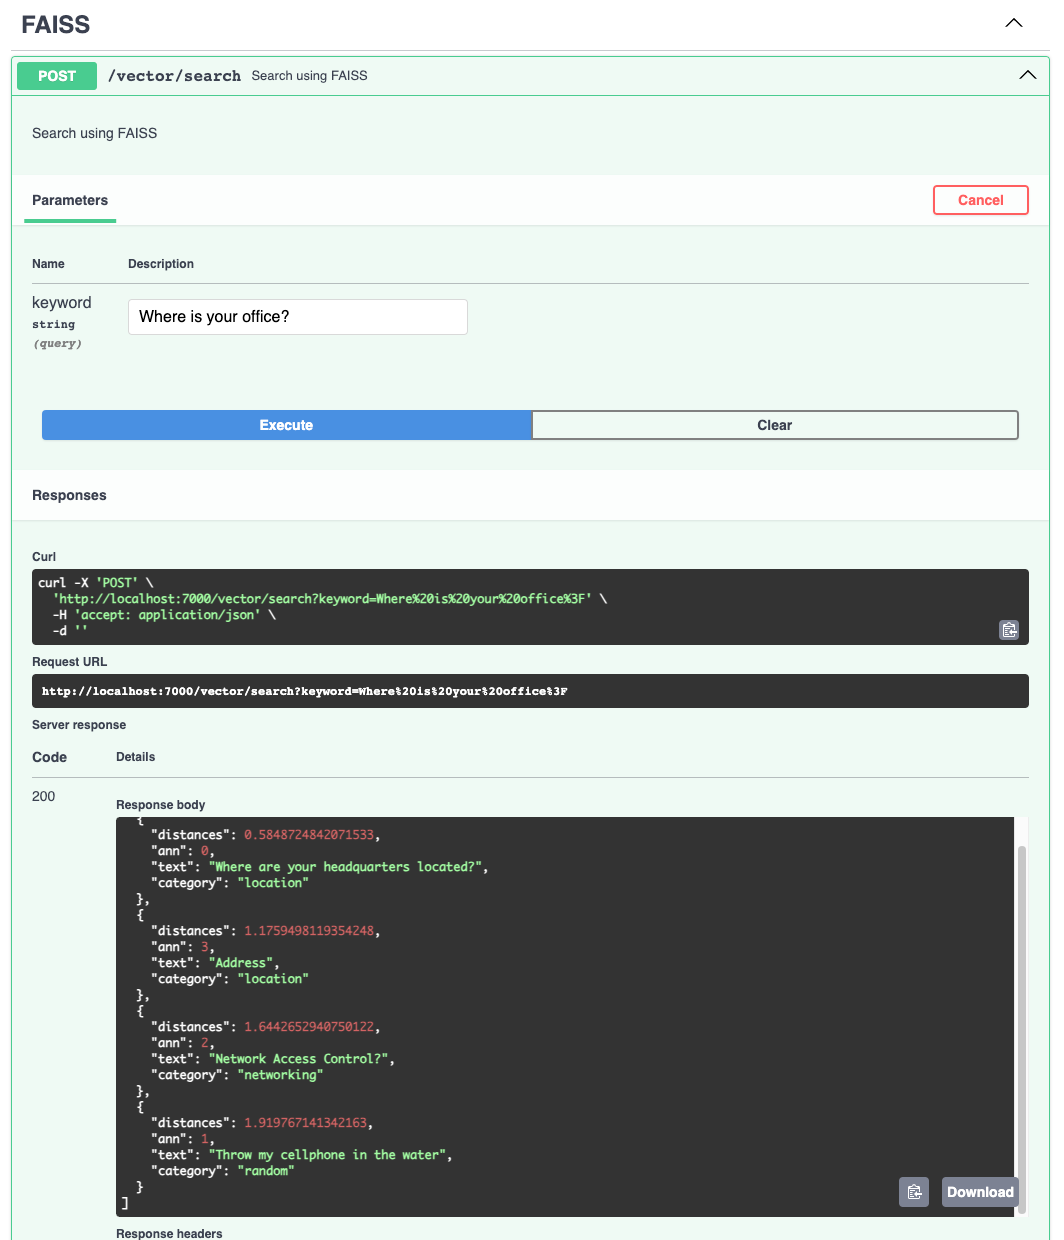 FAISS
POST /vector/search Search using FAISS
Search using FAISS
Parameters
Cancel
Name Description
keyword
string
(query)
Where is your office?
Execute
Clear
Responses
Curl
curl -X 'POST' \
  'http://localhost:7000/vector/search?keyword=Where%20is%20your%20office%3F' \
  -H 'accept: application/json' \
  -d ''
Request URL
http://localhost:7000/vector/search?keyword=Where%20is%20your%20office%3F
Server response
Code Details
200
Response body
  {
    "distances": 0.5848724842071533,
    "ann": 0,
    "text": "Where are your headquarters located?",
    "category": "location"
  },
  {
    "distances": 1.1759498119354248,
    "ann": 3,
    "text": "Address",
    "category": "location"
  },
  {
    "distances": 1.6442652940750122,
    "ann": 2,
    "text": "Network Access Control?",
    "category": "networking"
  },
  {
    "distances": 1.919767141342163,
    "ann": 1,
    "text": "Throw my cellphone in the water",
    "category": "random"
  }
]
Download
Response headers